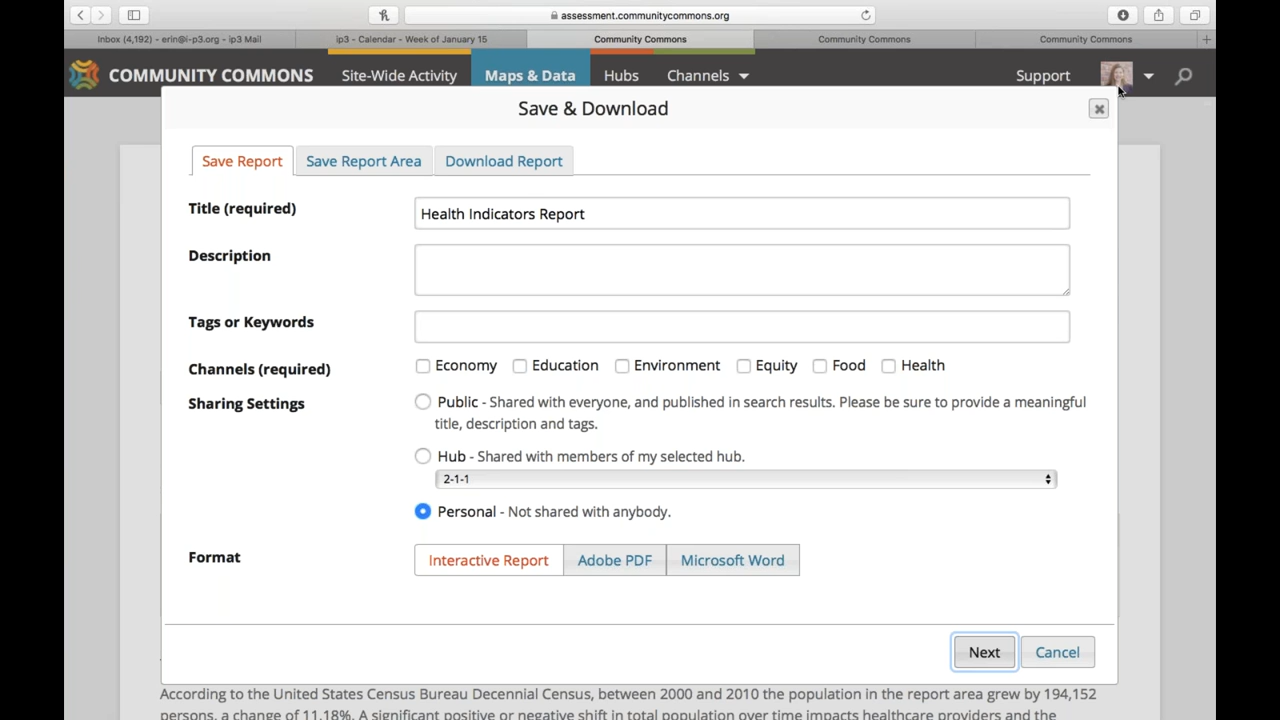 assessment.communitycommons.org
Inbox (4,192) - erin@i-p3.org - ip3 Mail
ip3 - Calendar - Week of January 15
Community Commons
Community Commons
Community Commons
COMMUNITY COMMONS
Site-Wide Activity
Maps & Data
Hubs
Channels
Support
Save & Download
Save Report
Save Report Area
Download Report
Title (required)
Health Indicators Report
Description
Tags or Keywords
Channels (required)
Economy
Education
Environment
Equity
Food
Health
Sharing Settings
Public - Shared with everyone, and published in search results. Please be sure to provide a meaningful
title, description and tags.
Hub - Shared with members of my selected hub.
2-1-1
Personal - Not shared with anybody.
Format
Interactive Report
Adobe PDF
Microsoft Word
Next
Cancel
According to the United States Census Bureau Decennial Census, between 2000 and 2010 the population in the report area grew by 194,152
persons, a change of 11.18%. A significant positive or negative shift in total population over time impacts healthcare providers and the